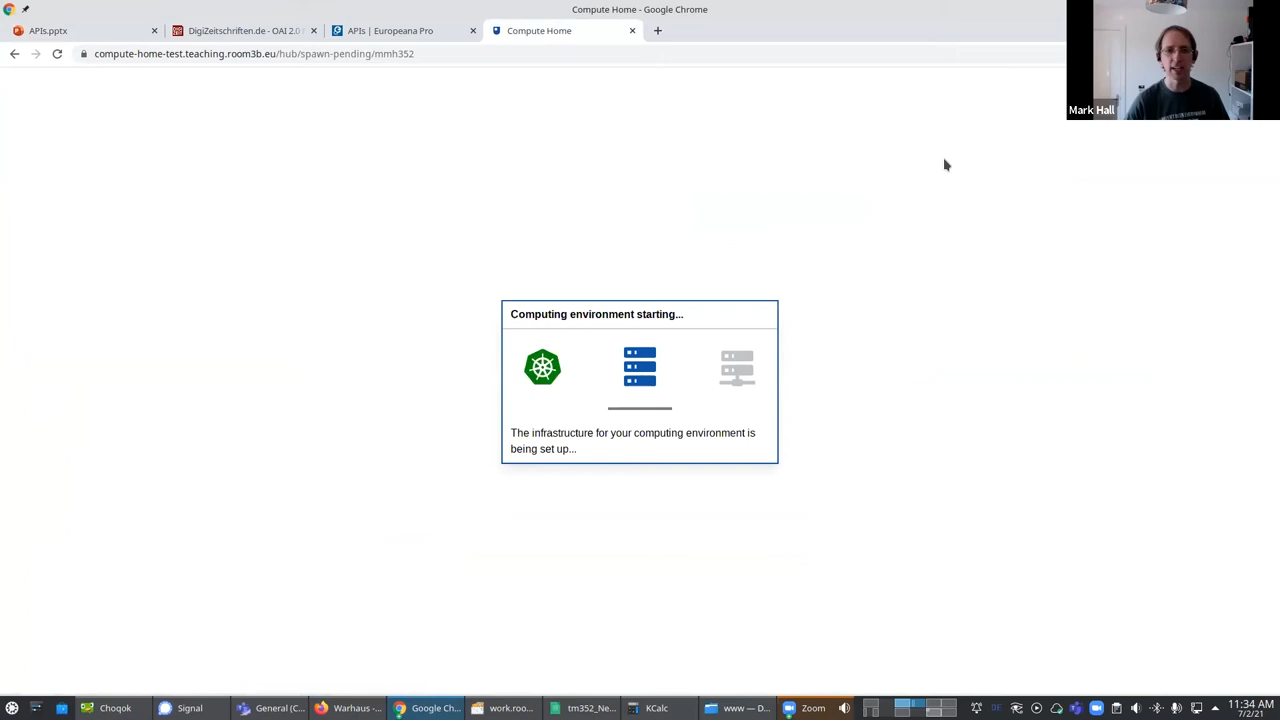 Compute Home - Google Chrome
APIs.pptx
DigiZeitschriften.de - OAI 2.0
APIs | Europeana Pro
Compute Home
compute-home-test.teaching.room3b.eu/hub/spawn-pending/mmh352
Mark Hall
Computing environment starting...
The infrastructure for your computing environment is
being set up...
Choqok
Signal
General (C...
Warhaus -...
Google Ch...
work.roo...
tm352_Ne...
KCalc
www — D...
Zoom
DE
11:34 AM
7/2/21